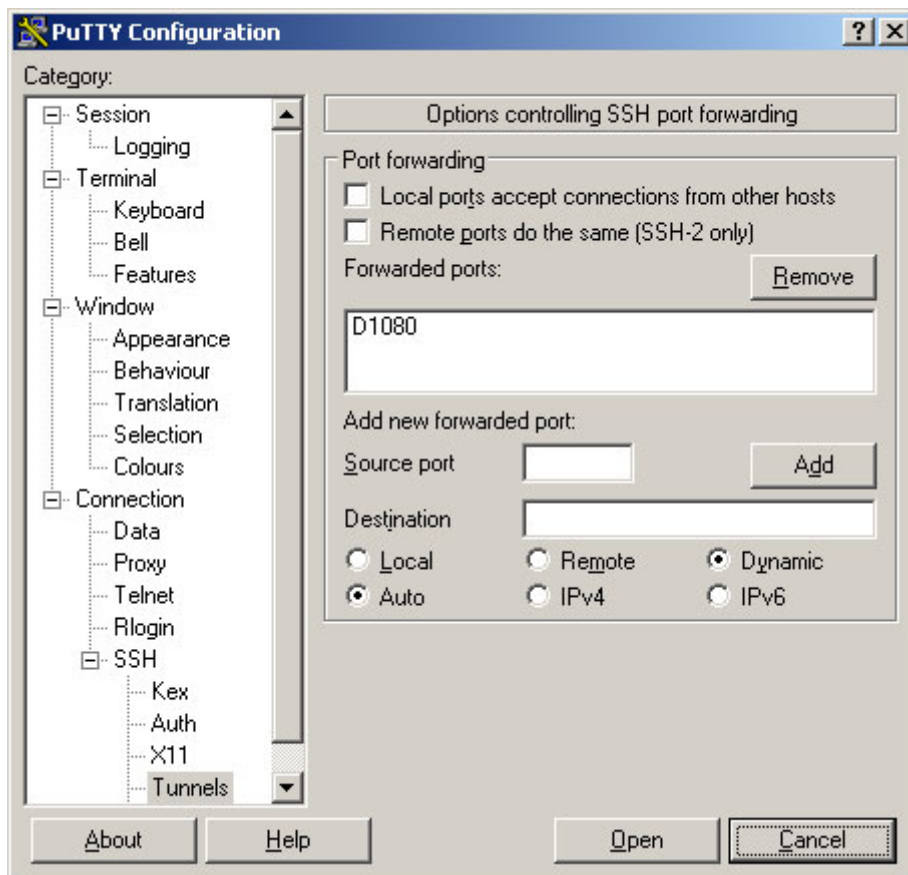 PuTTY Configuration
Category:
Session
Logging
Terminal
Keyboard
Bell
Features
Window
Appearance
Behaviour
Translation
Selection
Colours
Connection
Data
Proxy
Telnet
Rlogin
SSH
Kex
Auth
X11
Tunnels
Options controlling SSH port forwarding
Port forwarding
Local ports accept connections from other hosts
Remote ports do the same (SSH-2 only)
Forwarded ports:
Remove
D1080
Add new forwarded port:
Source port
Add
Destination
Local Remote Dynamic
Auto IPv4 IPv6
About Help Open Cancel